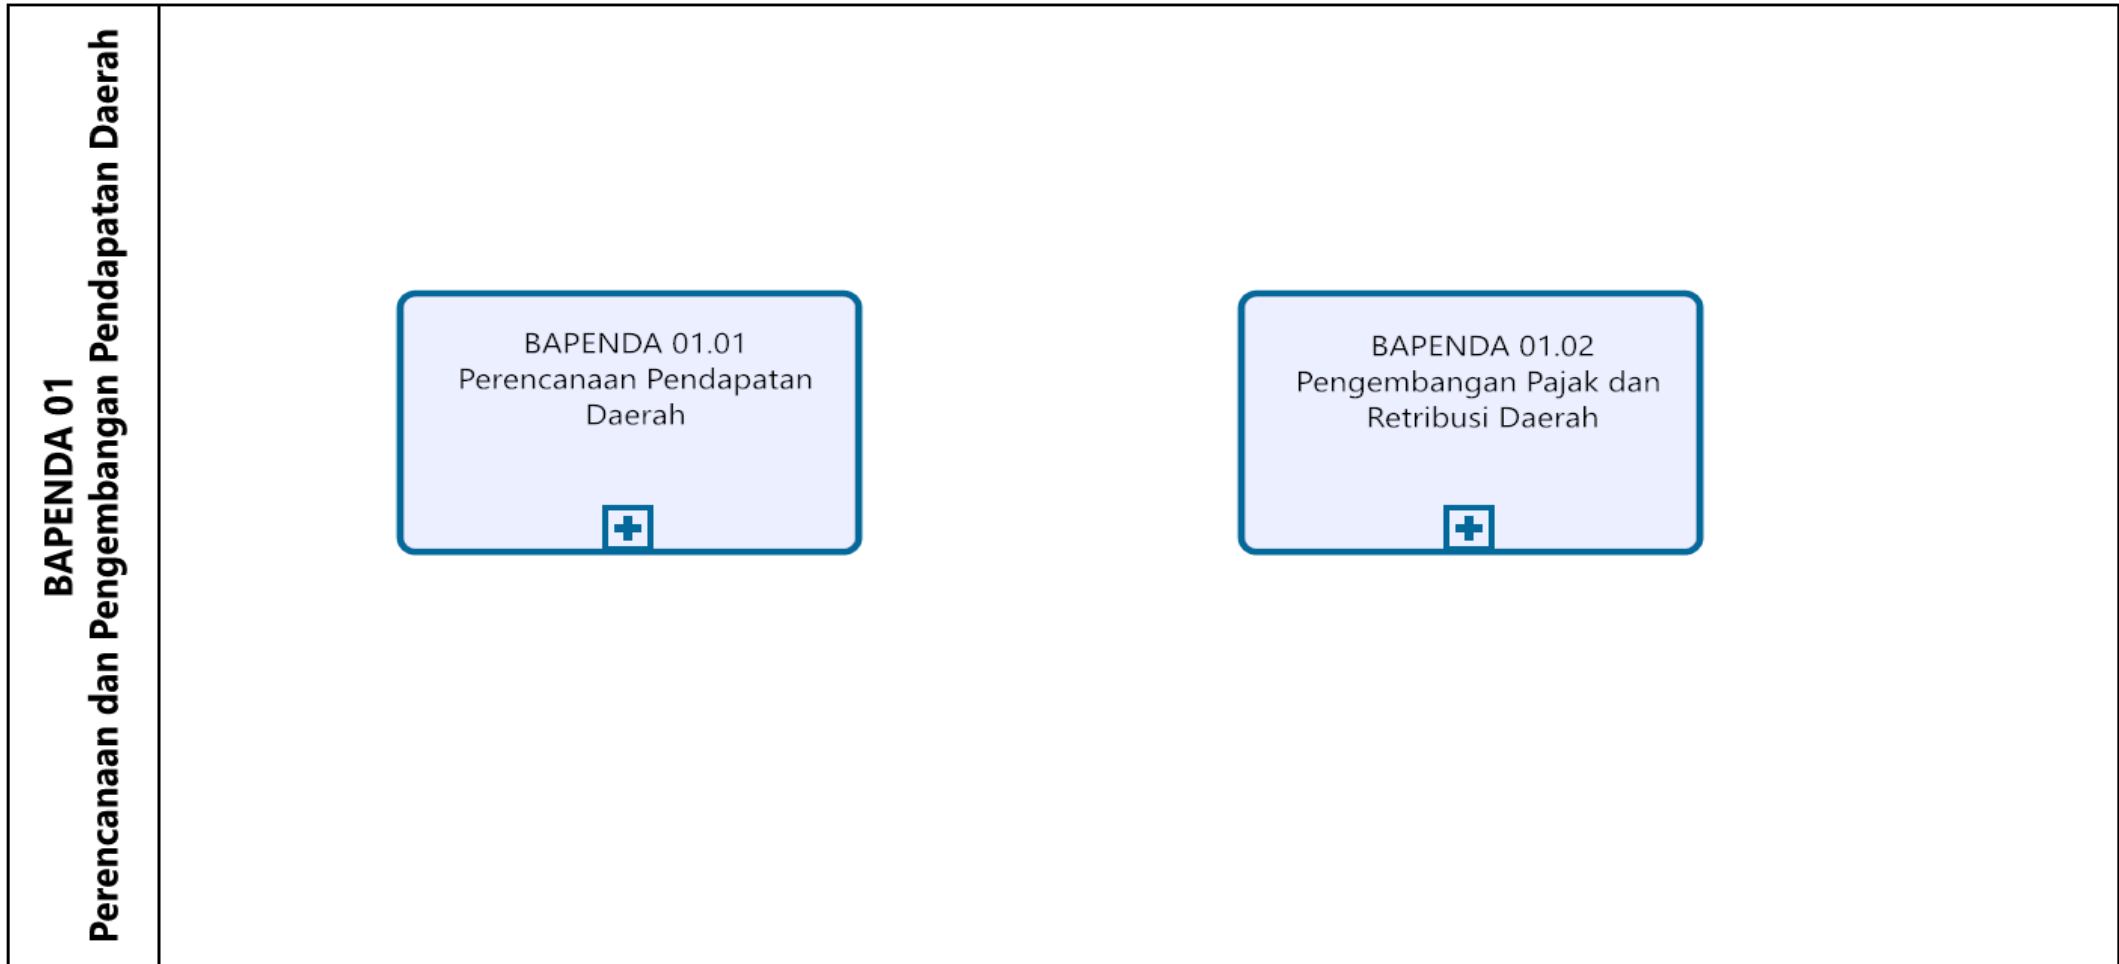 BAPENDA 01
Perencanaan dan Pengembangan Pendapatan Daerah
BAPENDA 01.01
Perencanaan Pendapatan
Daerah
BAPENDA 01.02
Pengembangan Pajak dan
Retribusi Daerah